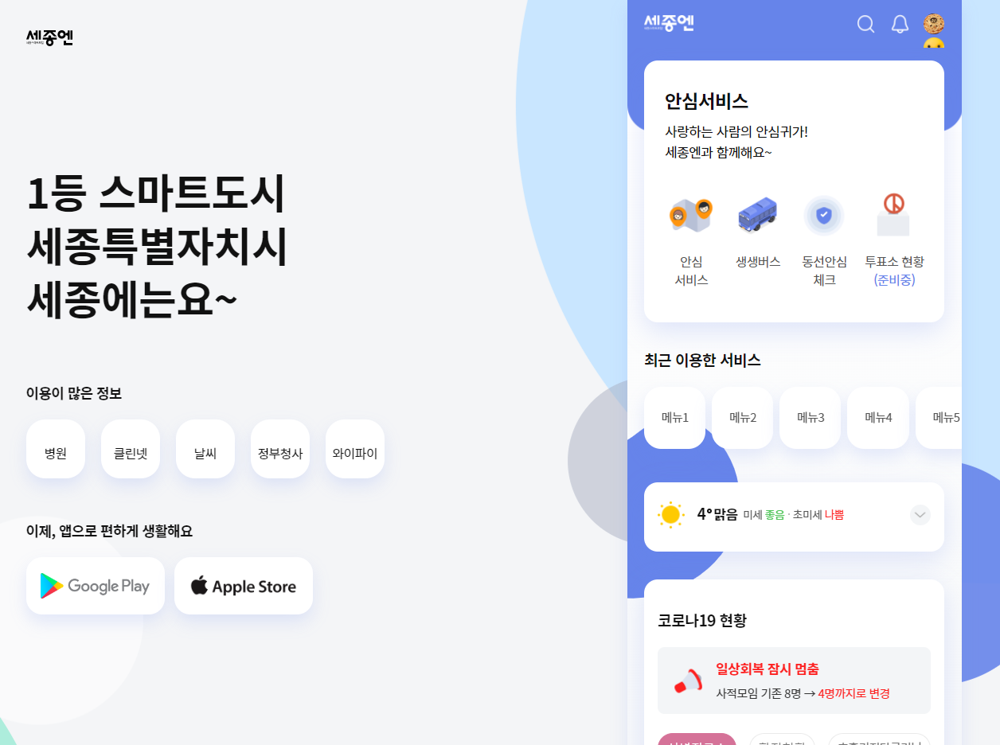 세종엔
1등 스마트도시
세종특별자치시
세종에는요~
이용이 많은 정보
병원
클린넷
날씨
정부청사
와이파이
이제, 앱으로 편하게 생활해요
Google Play
Apple Store
세종엔
안심서비스
사랑하는 사람의 안심귀가!
세종엔과 함께해요~
안심
서비스
생생버스
동선안심
체크
투표소 현황
(준비중)
최근 이용한 서비스
메뉴1
메뉴2
메뉴3
메뉴4
메뉴5
4°맑음 미세 좋음 · 초미세 나쁨
코로나19 현황
일상회복 잠시 멈춤
사적모임 기존 8명 → 4명까지로 변경